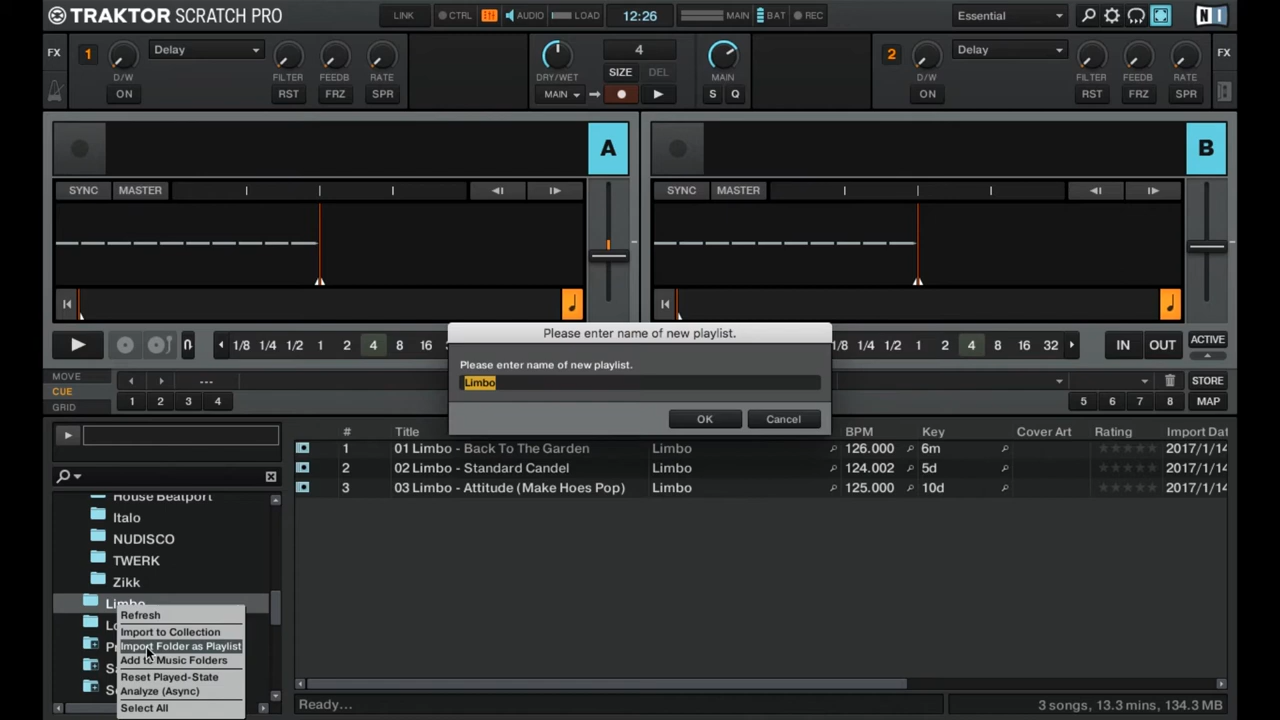 TRAKTOR SCRATCH PRO
LINK
CTRL
AUDIO
LOAD
12:26
MAIN
BAT
REC
Essential
NI
FX
1
Delay
D/W
FILTER
FEEDB
RATE
ON
RST
FRZ
SPR
DRY/WET
4
SIZE
DEL
MAIN
MAIN
S
Q
2
Delay
D/W
FILTER
FEEDB
RATE
ON
RST
FRZ
SPR
FX
A
B
SYNC
MASTER
SYNC
MASTER
1/8 1/4 1/2 1 2 4 8 16
1/8 1/4 1/2 1 2 4 8 16 32
IN
OUT
ACTIVE
MOVE
CUE
GRID
---
1 2 3 4
5 6 7 8
STORE
MAP
Please enter name of new playlist.
Please enter name of new playlist.
Limbo
OK
Cancel
# Title BPM Key Cover Art Rating Import Dat
1 01 Limbo - Back To The Garden Limbo 126.000 6m 2017/1/14
2 02 Limbo - Standard Candel Limbo 124.002 5d 2017/1/14
3 03 Limbo - Attitude (Make Hoes Pop) Limbo 125.000 10d 2017/1/14
House Beatport
Italo
NUDISCO
TWERK
Zikk
Limbo
Refresh
Import to Collection
Import Folder as Playlist
Add to Music Folders
Reset Played-State
Analyze (Async)
Select All
Ready...
3 songs, 13.3 mins, 134.3 MB